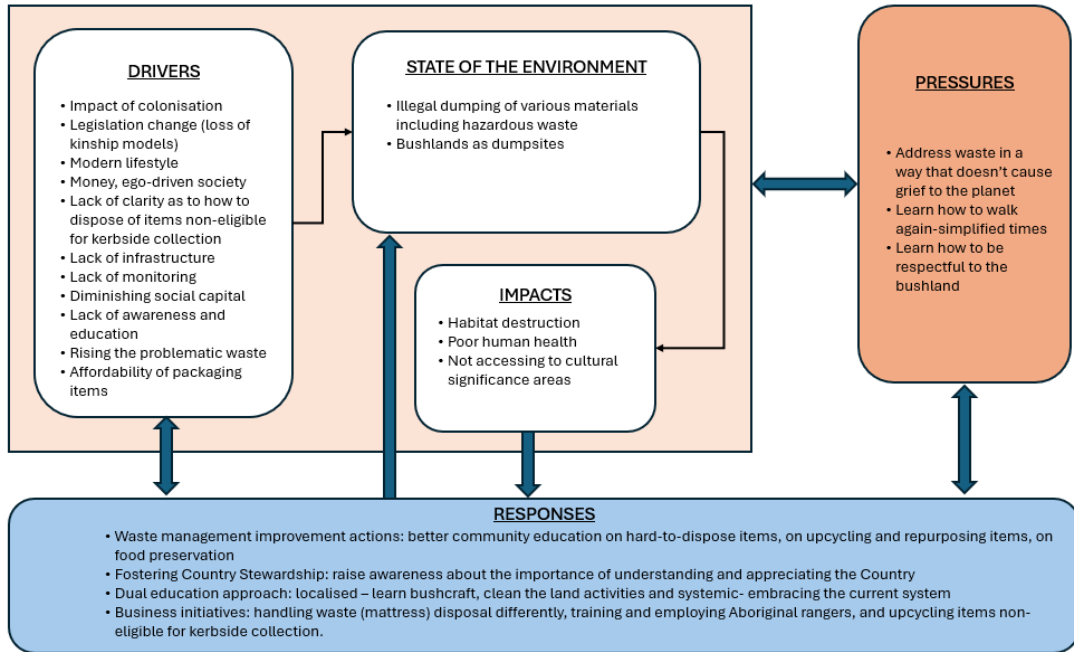 DRIVERS
• Impact of colonisation
• Legislation change (loss of
kinship models)
• Modern lifestyle
• Money, ego-driven society
• Lack of clarity as to how to
dispose of items non-eligible
for kerbside collection
• Lack of infrastructure
• Lack of monitoring
• Diminishing social capital
• Lack of awareness and
education
• Rising the problematic waste
• Affordability of packaging
items
STATE OF THE ENVIRONMENT
• Illegal dumping of various materials
including hazardous waste
• Bushlands as dumpsites
IMPACTS
• Habitat destruction
• Poor human health
• Not accessing to cultural
significance areas
PRESSURES
• Address waste in a
way that doesn’t cause
grief to the planet
• Learn how to walk
again-simplified times
• Learn how to be
respectful to the
bushland
RESPONSES
• Waste management improvement actions: better community education on hard-to-dispose items, on upcycling and repurposing items, on
food preservation
• Fostering Country Stewardship: raise awareness about the importance of understanding and appreciating the Country
• Dual education approach: localised – learn bushcraft, clean the land activities and systemic- embracing the current system
• Business initiatives: handling waste (mattress) disposal differently, training and employing Aboriginal rangers, and upcycling items non-
eligible for kerbside collection.